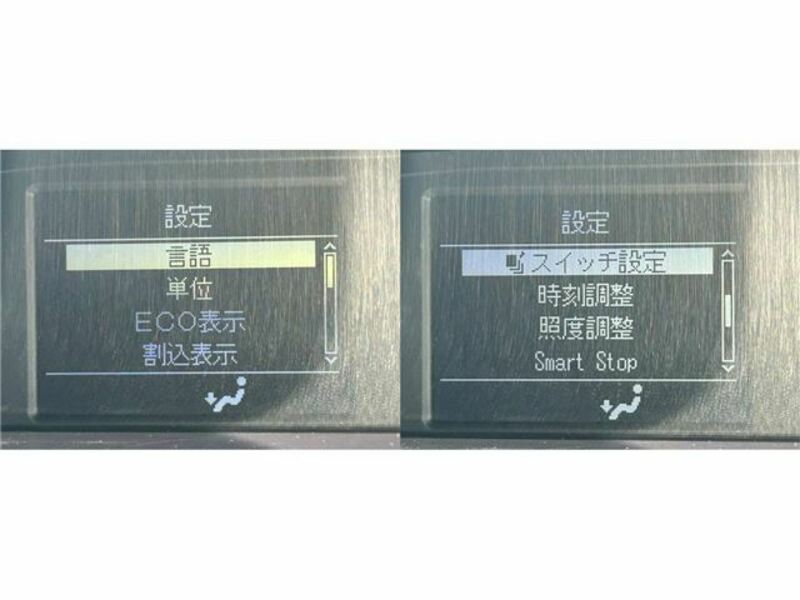 設定
言語
単位
ECO表示
割込表示
設定
スイッチ設定
時刻調整
照度調整
Smart Stop